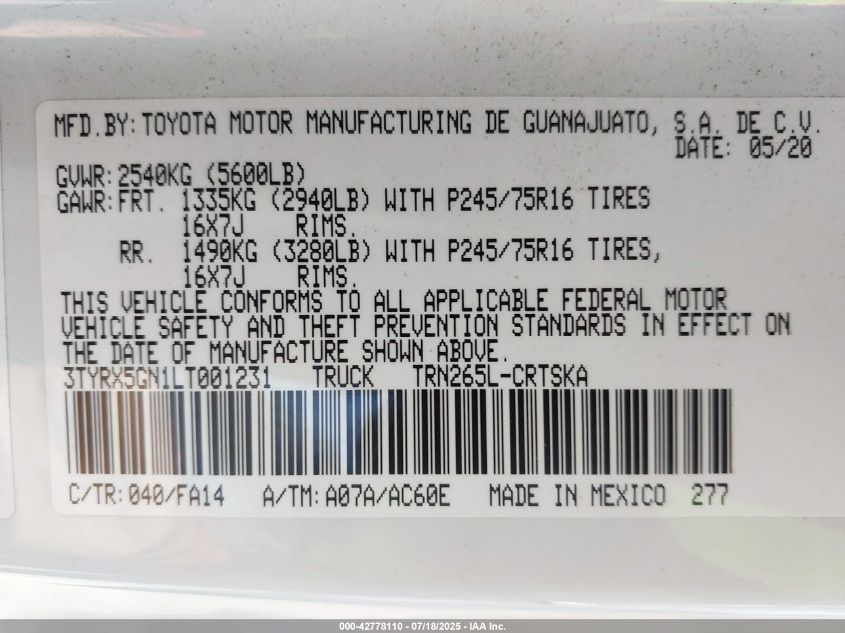 MFD.BY:TOYOTA MOTOR MANUFACTURING DE GUANAJUATO, S.A. DE C.V.
DATE: 05/20
GVWR:2540KG (5600LB)
GAWR:FRT. 1335KG (2940LB) WITH P245/75R16 TIRES
16X7J RIMS.
RR. 1490KG (3280LB) WITH P245/75R16 TIRES,
16X7J RIMS.
THIS VEHICLE CONFORMS TO ALL APPLICABLE FEDERAL MOTOR
VEHICLE SAFETY AND THEFT PREVENTION STANDARDS IN EFFECT ON
THE DATE OF MANUFACTURE SHOWN ABOVE.
3TYRX5GN1LT001231 TRUCK TRN265L-CRTSKA
C/TR:040/FA14 A/TM:A07A/AC60E MADE IN MEXICO 277
000-42778110 - 07/18/2025 - IAA Inc.